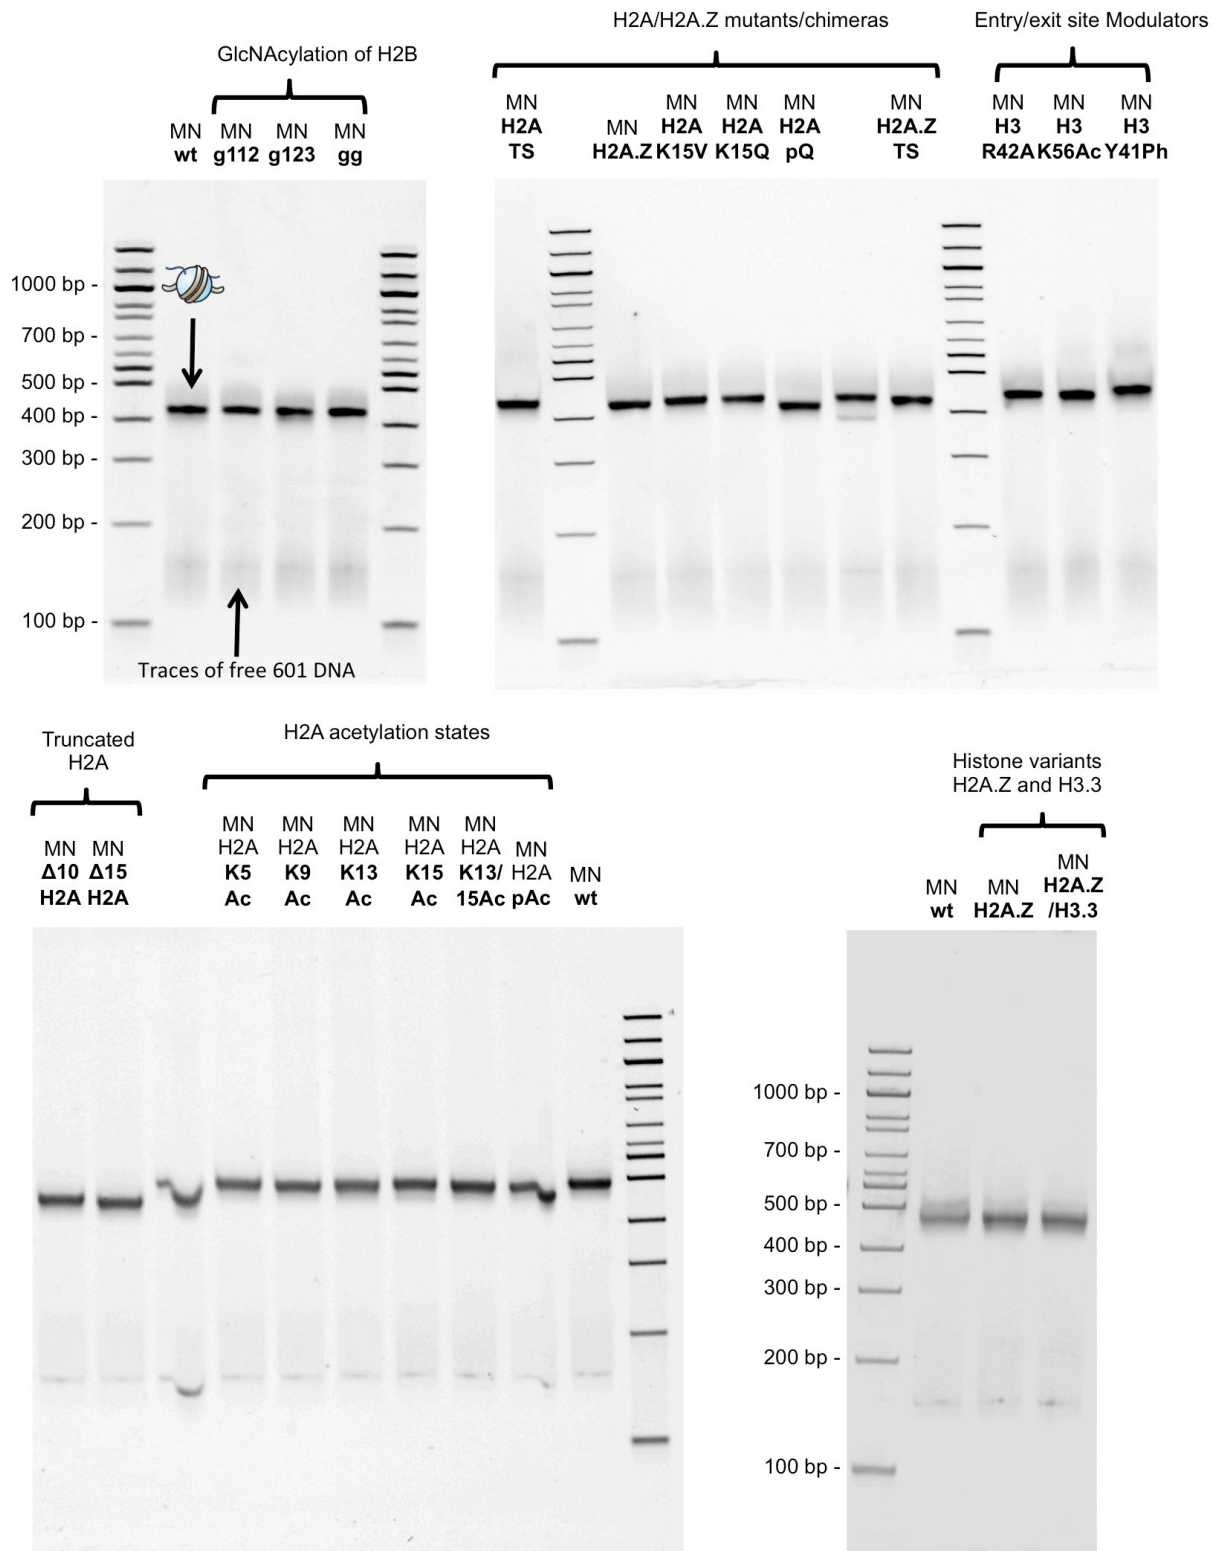 GlcNAcylation of H2B
MN MN MN MN
wt g112 g123 gg
1000 bp -
700 bp -
500 bp -
400 bp -
300 bp -
200 bp -
100 bp -
Traces of free 601 DNA
H2A/H2A.Z mutants/chimeras
MN H2A TS
MN H2A.Z
MN H2A K15V
MN H2A K15Q
MN H2A pQ
MN H2A.Z TS
Entry/exit site Modulators
MN H3 R42A
MN H3 K56Ac
MN H3 Y41Ph
Truncated
H2A
MN Δ10 H2A
MN Δ15 H2A
H2A acetylation states
MN H2A K5 Ac
MN H2A K9 Ac
MN H2A K13 Ac
MN H2A K15 Ac
MN H2A K13/ 15Ac
MN H2A pAc
MN wt
Histone variants
H2A.Z and H3.3
MN wt
MN H2A.Z
MN H2A.Z /H3.3
1000 bp -
700 bp -
500 bp -
400 bp -
300 bp -
200 bp -
100 bp -